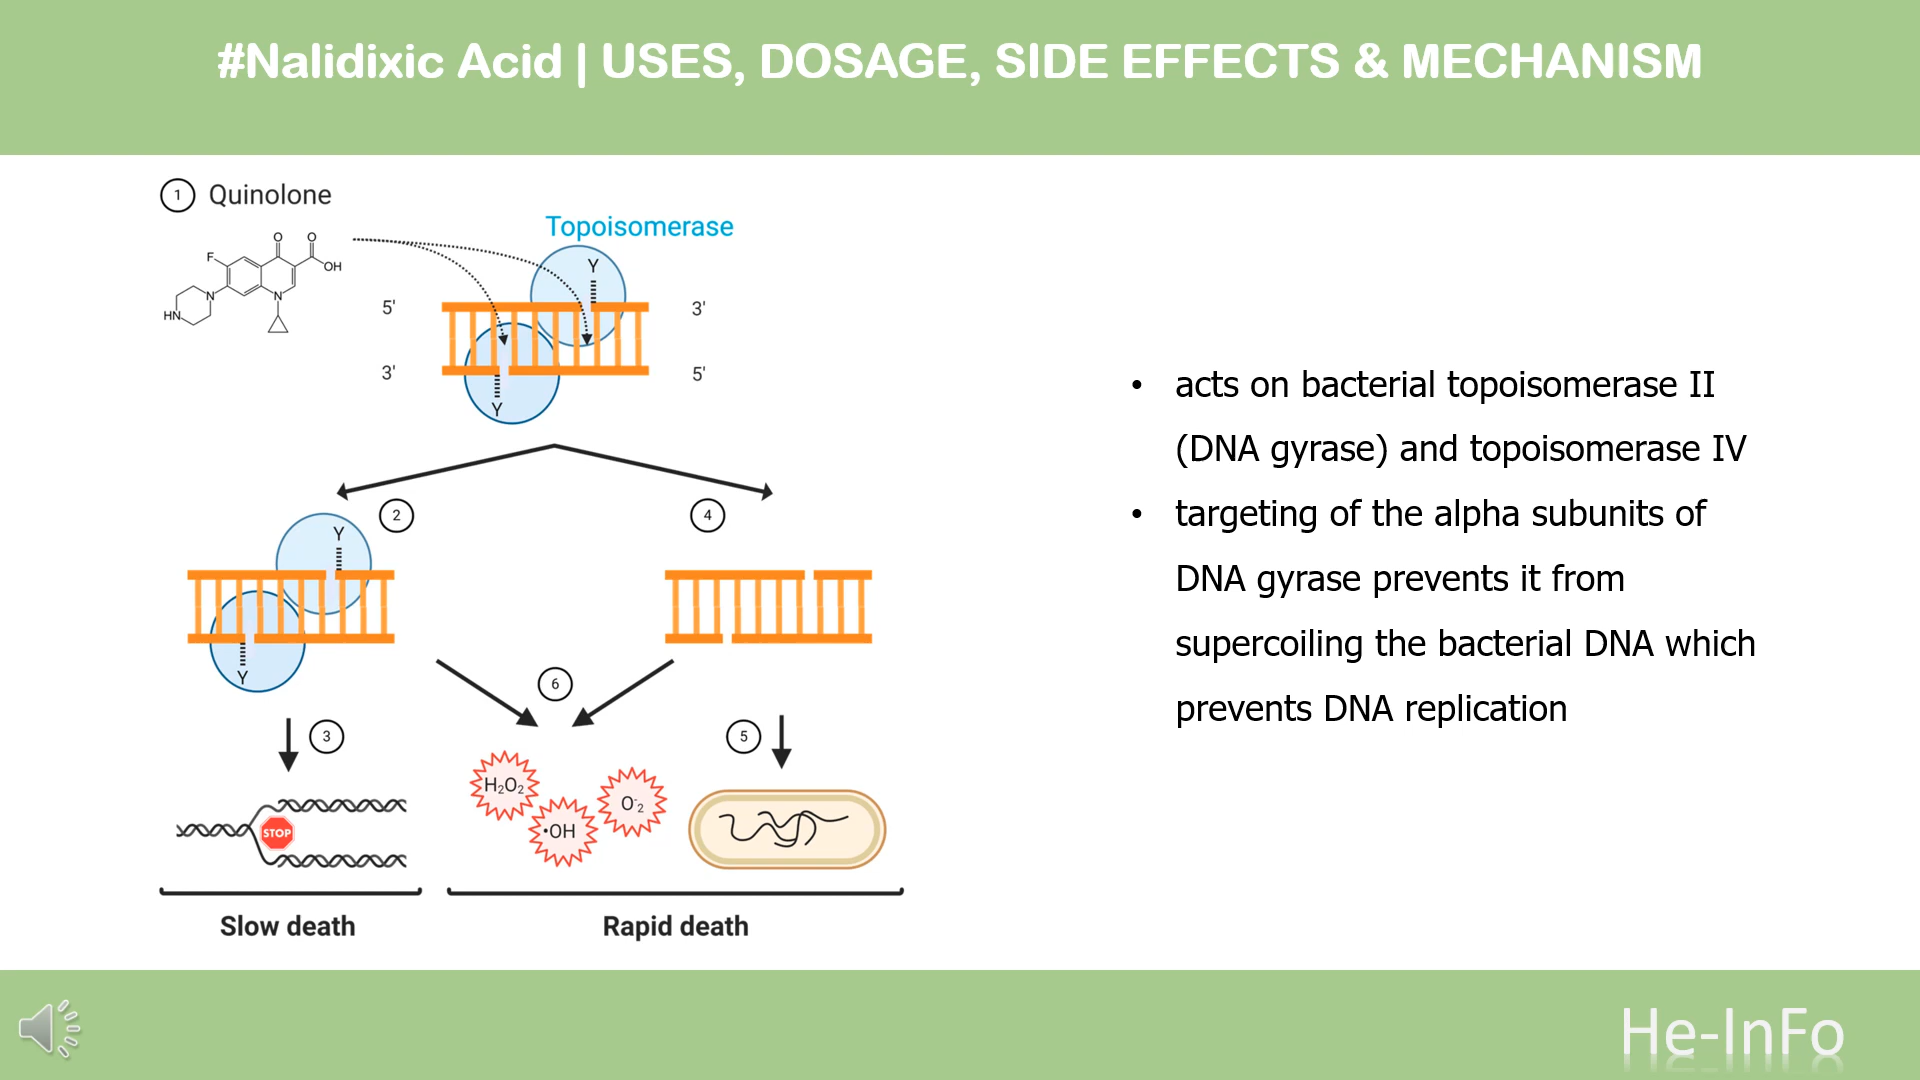 #Nalidixic Acid | USES, DOSAGE, SIDE EFFECTS & MECHANISM
1 Quinolone
Topoisomerase
F
O
O
OH
N
N
HN
Y
5'
3'
3'
5'
Y
2
4
Y
Y
6
3
5
H₂O₂
O⁻₂
•OH
STOP
Slow death
Rapid death
• acts on bacterial topoisomerase II
(DNA gyrase) and topoisomerase IV
• targeting of the alpha subunits of
DNA gyrase prevents it from
supercoiling the bacterial DNA which
prevents DNA replication
He-InFo